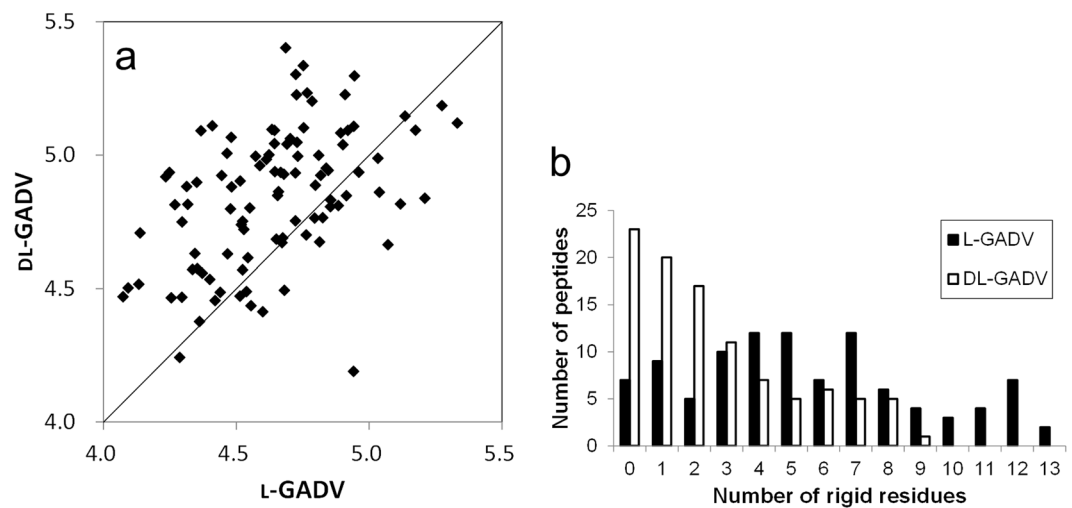 a
5.5
5.0
4.5
4.0
DL-GADV
4.0 4.5 5.0 5.5
L-GADV
b
25
20
15
10
5
0
Number of peptides
L-GADV
DL-GADV
0 1 2 3 4 5 6 7 8 9 10 11 12 13
Number of rigid residues